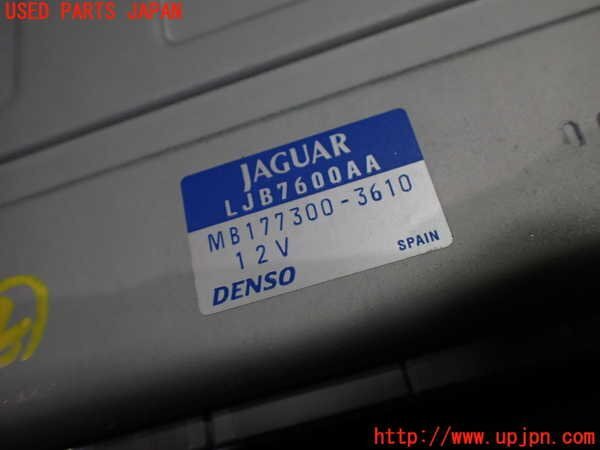 USED PARTS JAPAN
JAGUAR
LJB7600AA
MB177300-3610
12V
SPAIN
DENSO
http://www.upjpn.com/